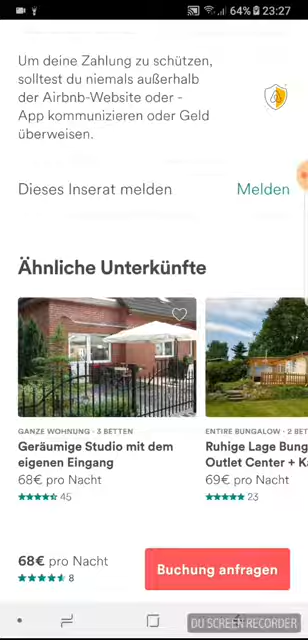 64% 23:27
Um deine Zahlung zu schützen,
solltest du niemals außerhalb
der Airbnb-Website oder -
App kommunizieren oder Geld
überweisen.
Dieses Inserat melden Melden
Ähnliche Unterkünfte
GANZE WOHNUNG · 3 BETTEN
Geräumige Studio mit dem
eigenen Eingang
68€ pro Nacht
45
ENTIRE BUNGALOW · 2 BET
Ruhige Lage Bung
Outlet Center + K
69€ pro Nacht
23
68€ pro Nacht
8
Buchung anfragen
DU SCREEN RECORDER